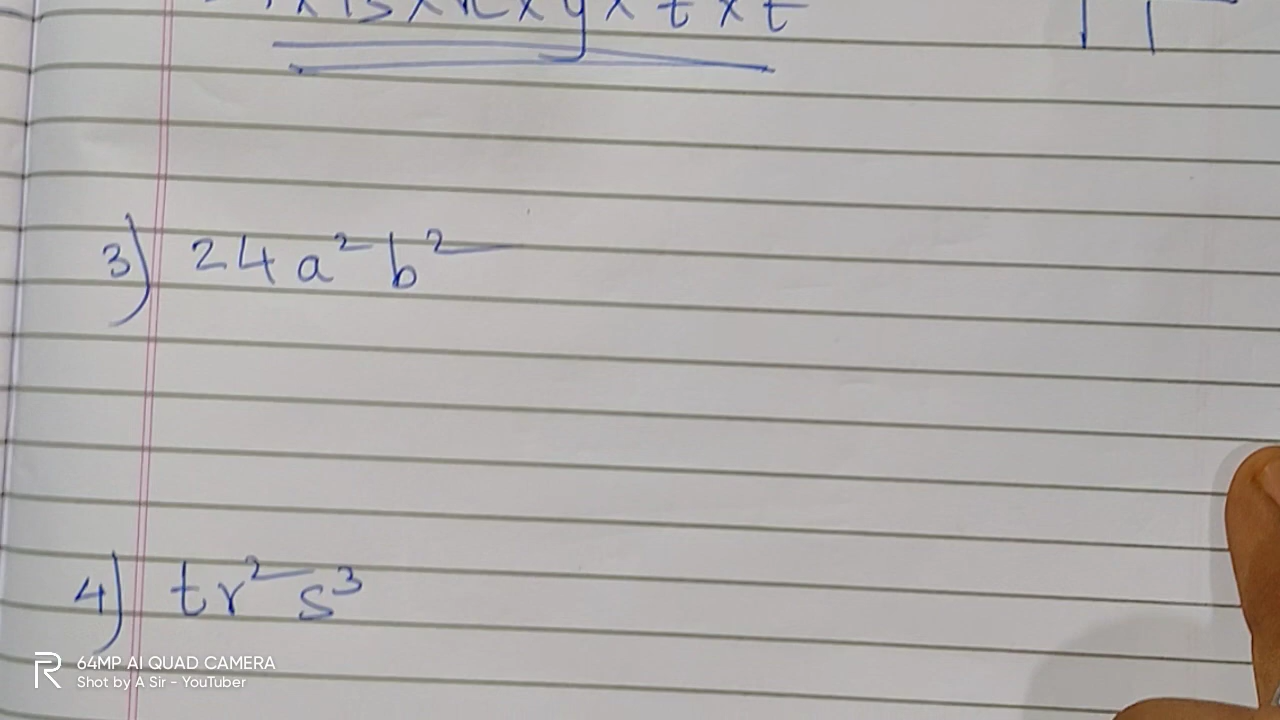 x x y x t x t
3) 24a²b²
4) tr²s³
64MP AI QUAD CAMERA
Shot by A Sir - YouTuber